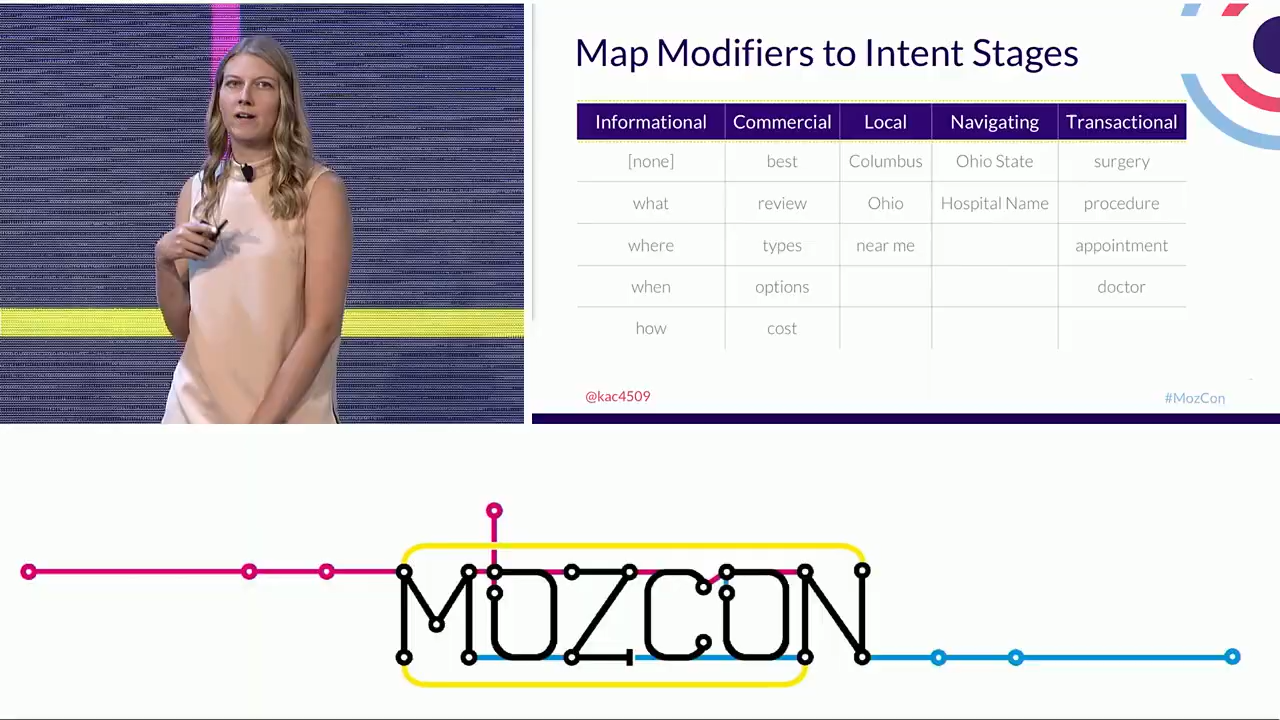 Map Modifiers to Intent Stages
Informational Commercial Local Navigating Transactional
[none] best Columbus Ohio State surgery
what review Ohio Hospital Name procedure
where types near me appointment
when options doctor
how cost
@kac4509
#MozCon
MOZCON